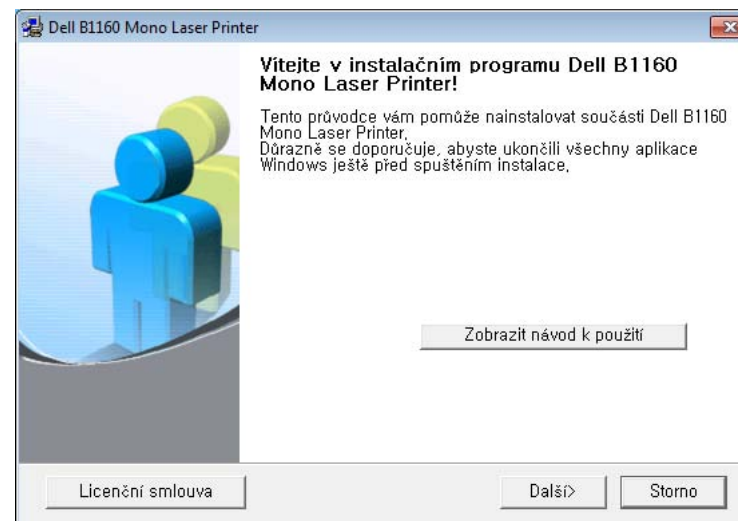 Dell B1160 Mono Laser Printer
Vítejte v instalačním programu Dell B1160
Mono Laser Printer!
Tento průvodce vám pomůže nainstalovat součásti Dell B1160
Mono Laser Printer.
Důrazně se doporučuje, abyste ukončili všechny aplikace
Windows ještě před spuštěním instalace.
Zobrazit návod k použití
Licenční smlouva
Další>
Storno